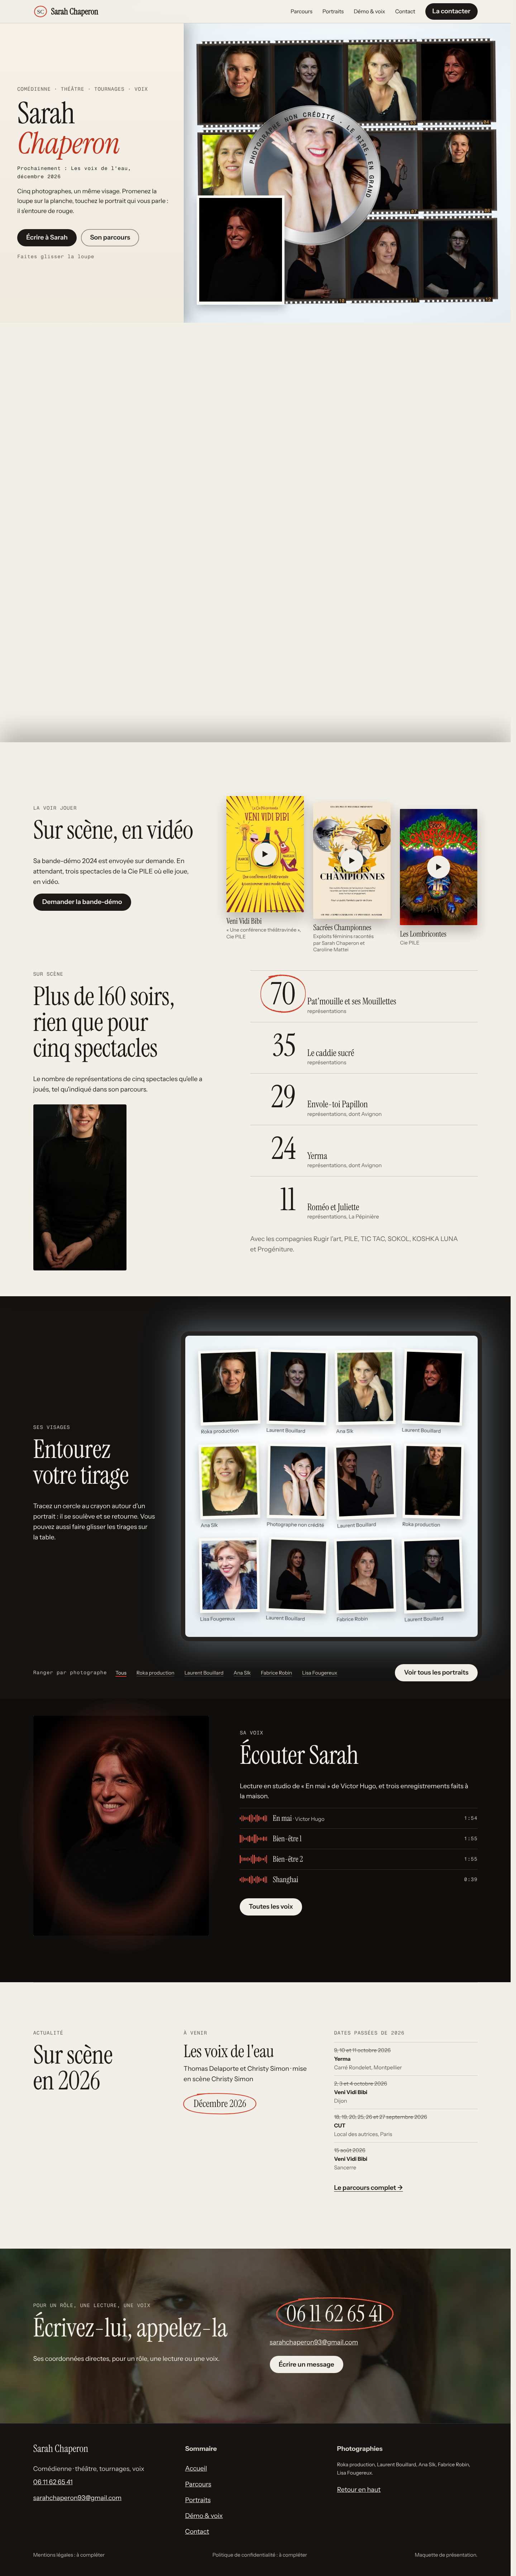 SC Sarah Chaperon
Parcours Portraits Démo & voix Contact La contacter
COMÉDIENNE · THÉÂTRE · TOURNAGES · VOIX
Sarah
Chaperon
Prochainement : Les voix de l'eau,
décembre 2026
Cinq photographes, un même visage. Promenez la
loupe sur la planche, touchez le portrait qui vous parle :
il s'entoure de rouge.
Écrire à Sarah Son parcours
Faites glisser la loupe
PHOTOGRAPHE NON CRÉDITÉ · LE RIRE, EN GRAND
LA VOIR JOUER
Sur scène, en vidéo
Sa bande-démo 2024 est envoyée sur demande. En
attendant, trois spectacles de la Cie PILE où elle joue,
en vidéo.
Demander la bande-démo
VENI VIDI BIBI
Veni Vidi Bibi
« Une conférence théâtravinée »,
Cie PILE
CHAMPIONNES
Sacrées Championnes
Exploits féminins racontés
par Sarah Chaperon et
Caroline Matter
Les Lombricontes
Cie PILE
SUR SCÈNE
Plus de 160 soirs,
rien que pour
cinq spectacles
Le nombre de représentations de cinq spectacles qu'elle a
joués, tel qu'indiqué dans son parcours.
70 Pat'mouille et ses Mouillettes
représentations
35 Le caddie sucré
représentations
29 Envole-toi Papillon
représentations, dont Avignon
24 Yerma
représentations, dont Avignon
11 Roméo et Juliette
représentations, La Pépinière
Avec les compagnies Rugir l'art, PILE, TIC TAC, SOKOL, KOSHKA LUNA
et Progéniture.
SES VISAGES
Entourez
votre tirage
Tracez un cercle au crayon autour d'un
portrait : il se soulève et se retourne. Vous
pouvez aussi faire glisser les tirages sur
la table.
Roka production Laurent Bouillard Ana Sîk Laurent Bouillard
Ana Sîk Photographe non crédité Laurent Bouillard Roka production
Lisa Fougereux Laurent Bouillard Fabrice Robin Laurent Bouillard
Ranger par photographe Tous Roka production Laurent Bouillard Ana Sîk Fabrice Robin Lisa Fougereux Voir tous les portraits
SA VOIX
Écouter Sarah
Lecture en studio de « En mai » de Victor Hugo, et trois enregistrements faits à
la maison.
En mai · Victor Hugo 1:54
Bien-être 1 1:55
Bien-être 2 1:55
Shanghai 0:39
Toutes les voix
ACTUALITÉ
Sur scène
en 2026
À VENIR
Les voix de l'eau
Thomas Delaporte et Christy Simon · mise
en scène Christy Simon
Décembre 2026
DATES PASSÉES DE 2026
9, 10 et 11 octobre 2026
Yerma
Carré Rondelet, Montpellier
2, 3 et 4 octobre 2026
Veni Vidi Bibi
Dijon
18, 19, 20, 25, 26 et 27 septembre 2026
CUT
Local des autrices, Paris
15 août 2026
Veni Vidi Bibi
Sancerre
Le parcours complet →
POUR UN RÔLE, UNE LECTURE, UNE VOIX
Écrivez-lui, appelez-la
Ses coordonnées directes, pour un rôle, une lecture ou une voix.
06 11 62 65 41
sarahchaperon93@gmail.com
Écrire un message
Sarah Chaperon
Comédienne · théâtre, tournages, voix
06 11 62 65 41
sarahchaperon93@gmail.com
Sommaire
Accueil
Parcours
Portraits
Démo & voix
Contact
Photographies
Roka production, Laurent Bouillard, Ana Sîk, Fabrice Robin,
Lisa Fougereux.
Retour en haut
Mentions légales : à compléter Politique de confidentialité : à compléter Maquette de présentation.